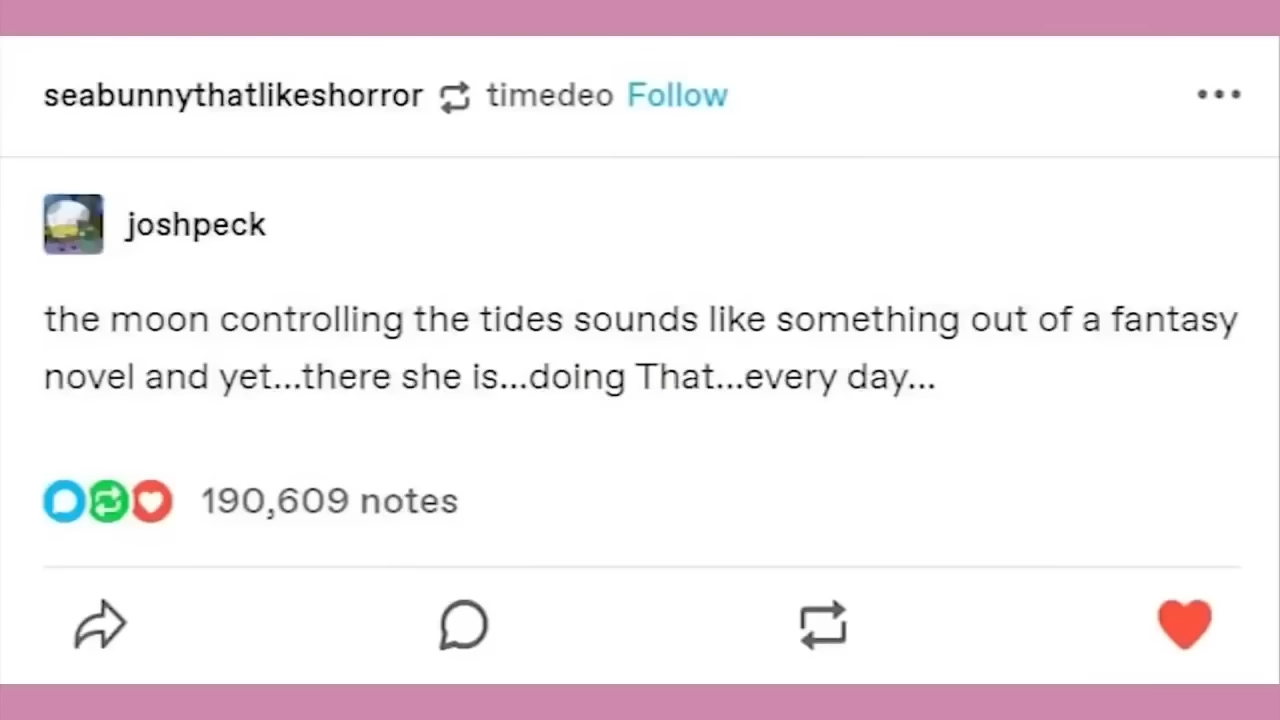 seabunnythatlikeshorror timedeo Follow
joshpeck
the moon controlling the tides sounds like something out of a fantasy
novel and yet...there she is...doing That...every day...
190,609 notes